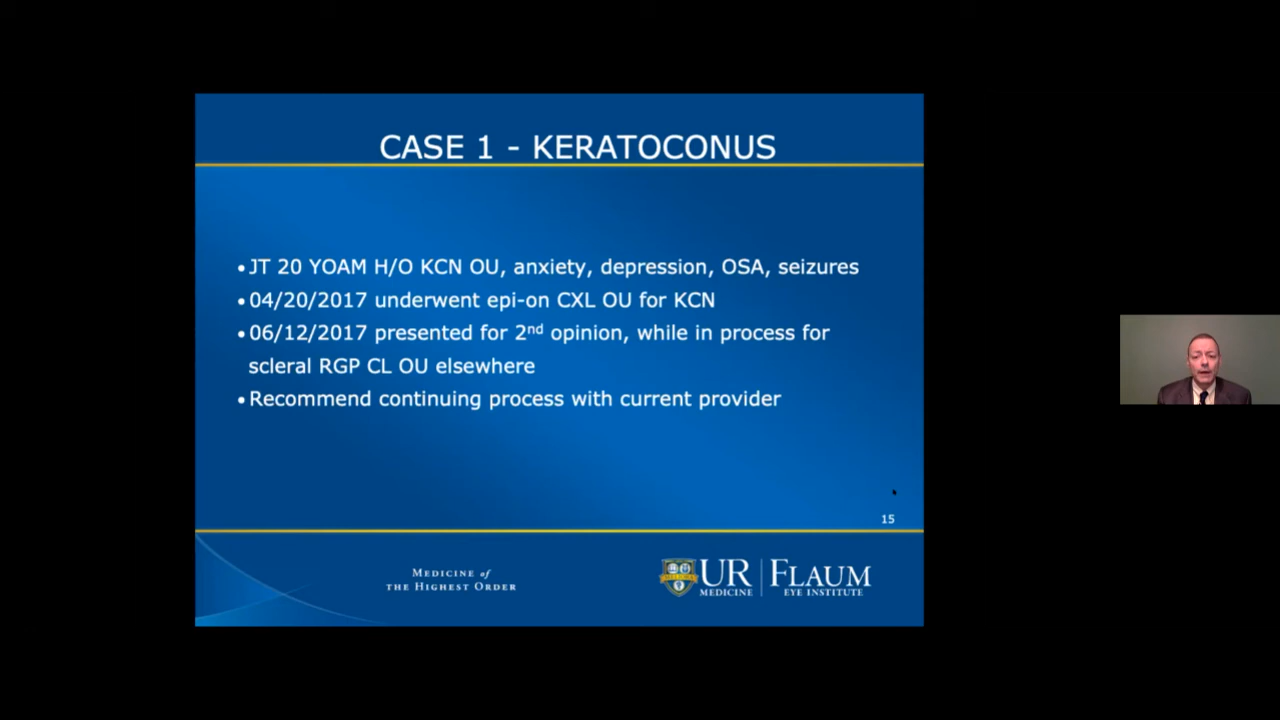 CASE 1 - KERATOCONUS
•JT 20 YOAM H/O KCN OU, anxiety, depression, OSA, seizures
•04/20/2017 underwent epi-on CXL OU for KCN
•06/12/2017 presented for 2nd opinion, while in process for
scleral RGP CL OU elsewhere
•Recommend continuing process with current provider
15
MEDICINE of
THE HIGHEST ORDER
UR
MEDICINE
FLAUM
EYE INSTITUTE